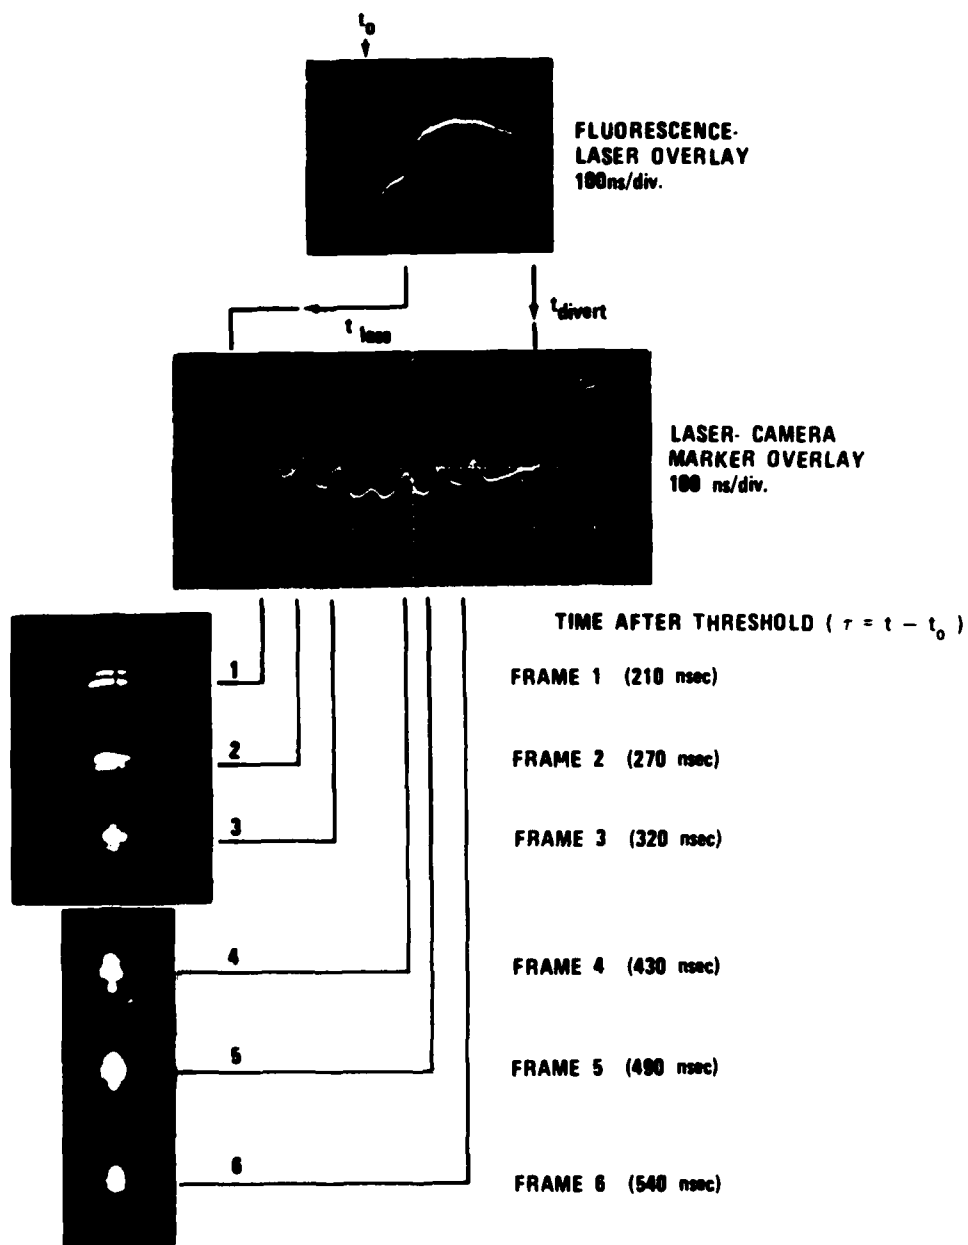 t₀
FLUORESCENCE-
LASER OVERLAY
100ns/div.
t lase
t divert
LASER- CAMERA
MARKER OVERLAY
100 ns/div.
TIME AFTER THRESHOLD ( τ = t – t₀ )
1
FRAME 1 (210 nsec)
2
FRAME 2 (270 nsec)
3
FRAME 3 (320 nsec)
4
FRAME 4 (430 nsec)
5
FRAME 5 (490 nsec)
6
FRAME 6 (540 nsec)